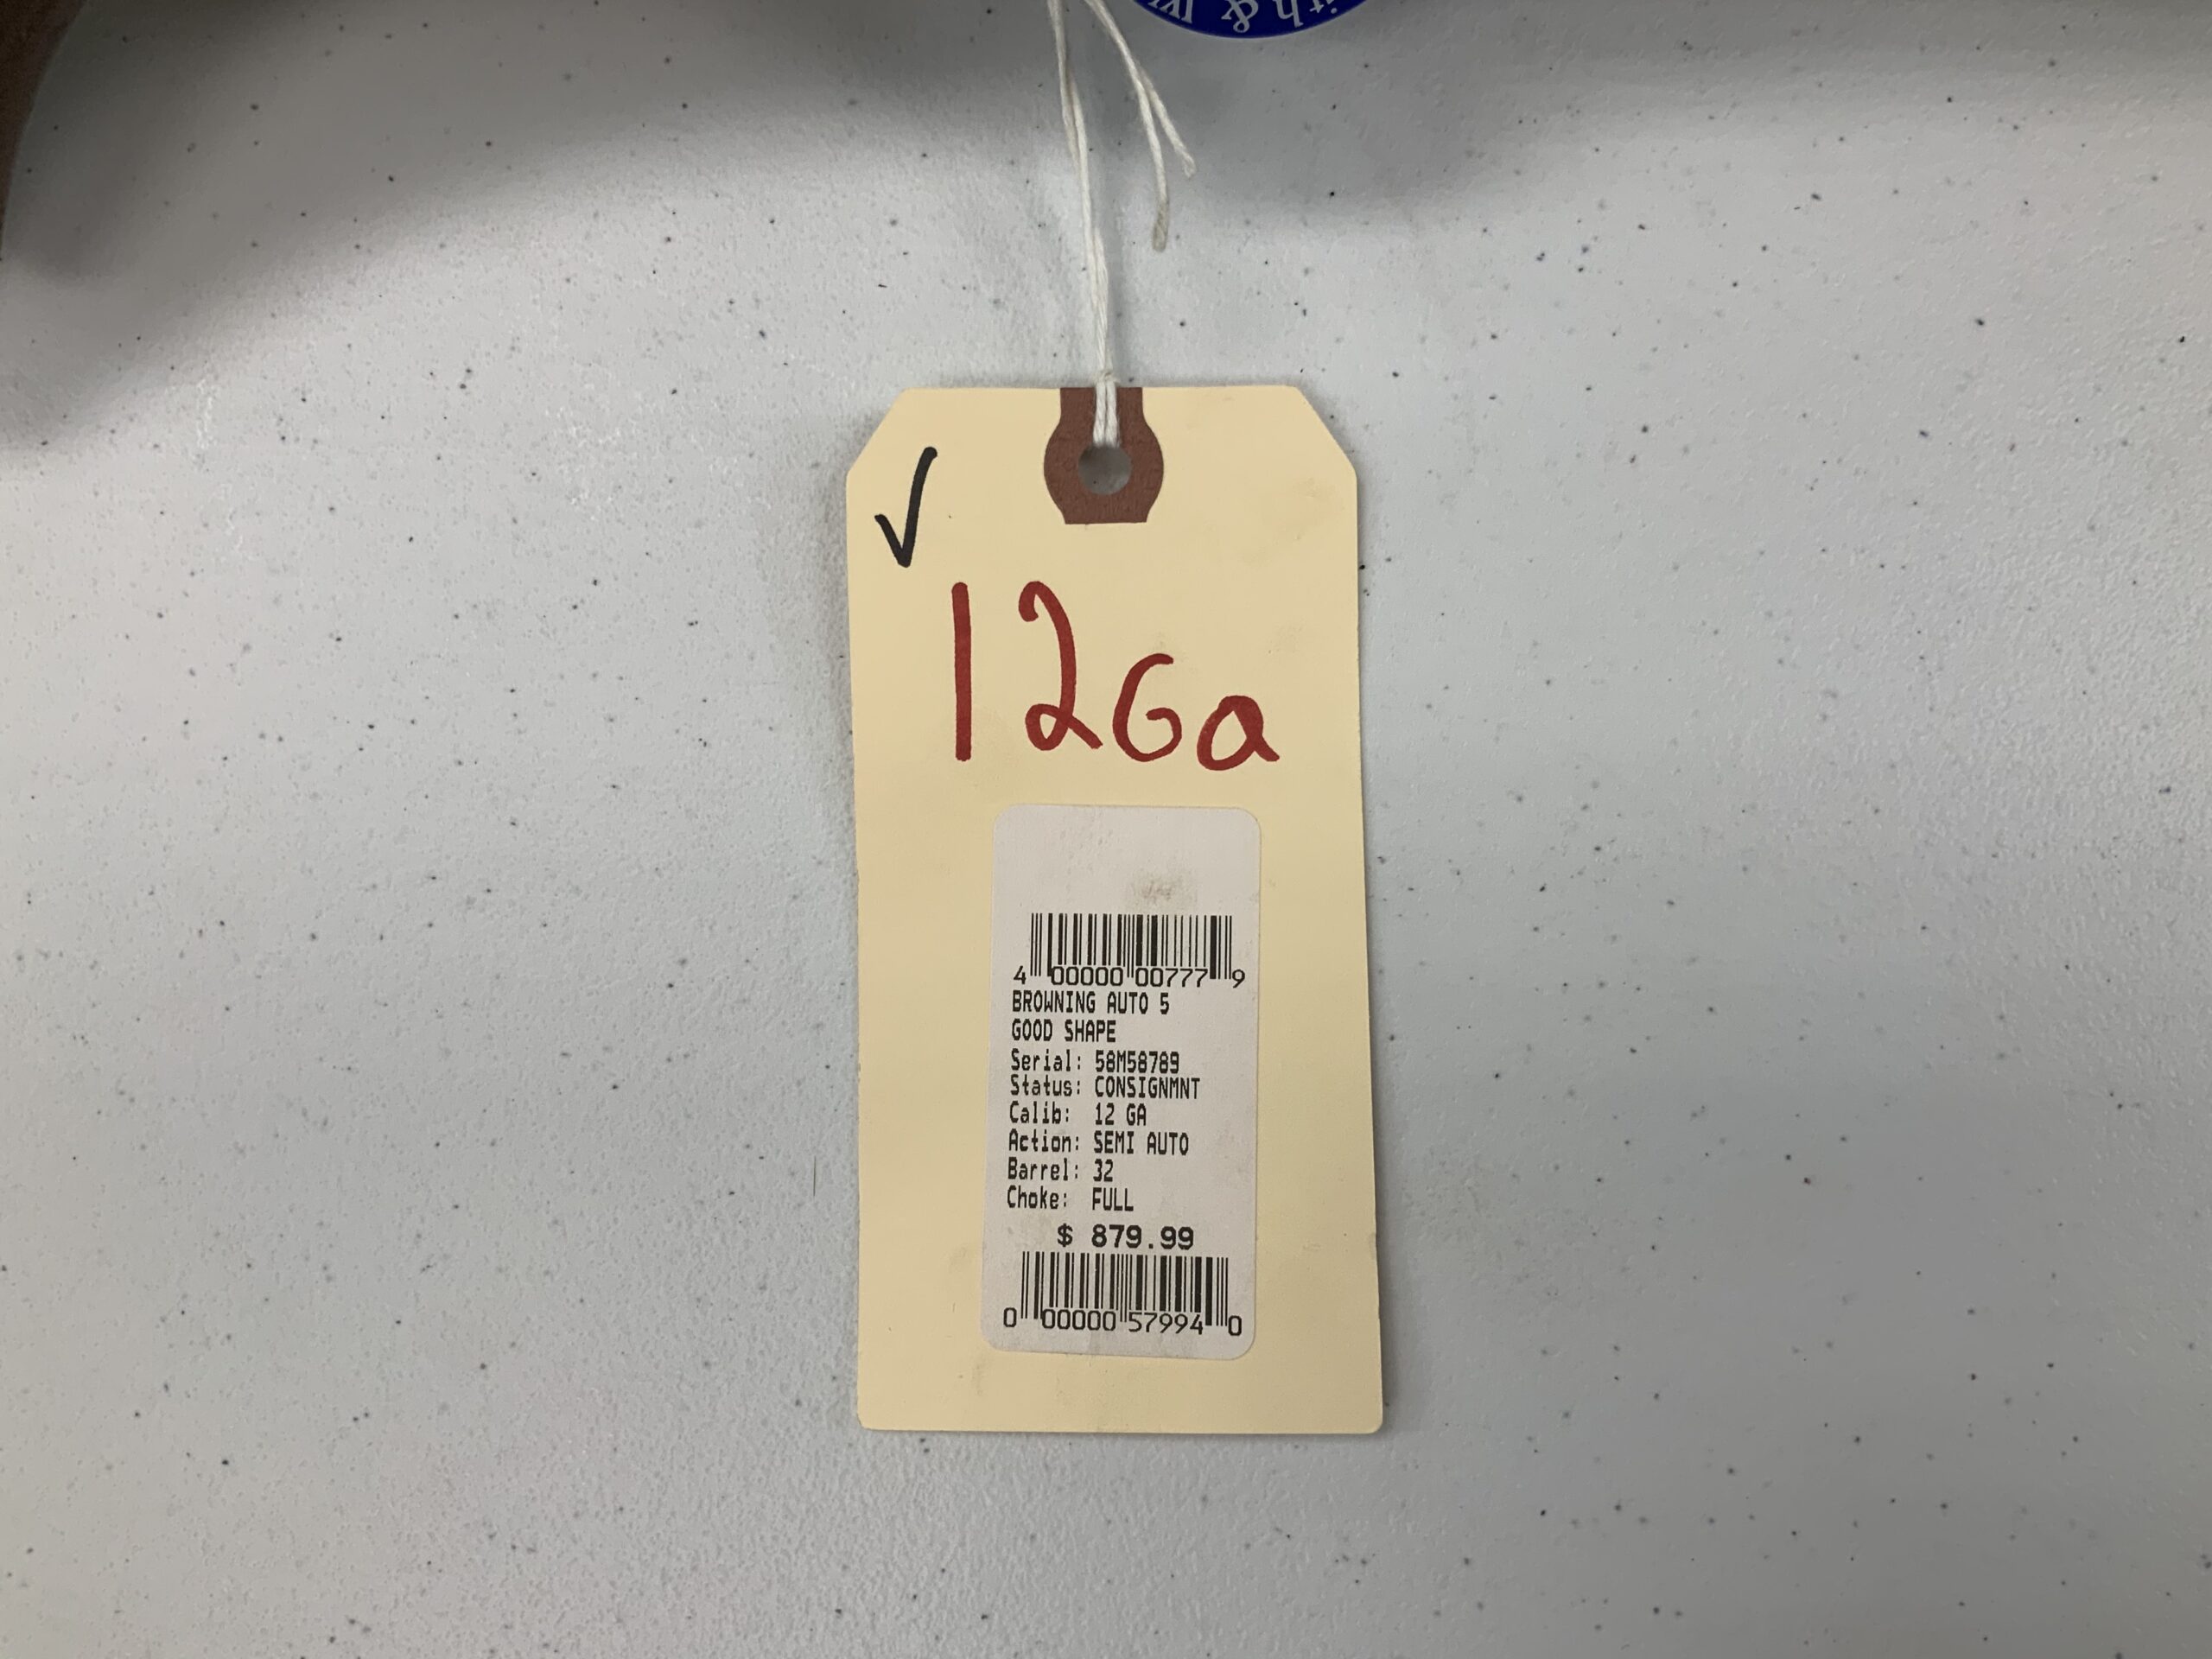 ith & W
✓
12Ga
4 00000 00777 9
BROWNING AUTO 5
GOOD SHAPE
Serial: 58M58789
Status: CONSIGNMNT
Calib: 12 GA
Action: SEMI AUTO
Barrel: 32
Choke: FULL
$ 879.99
0 00000 57994 0